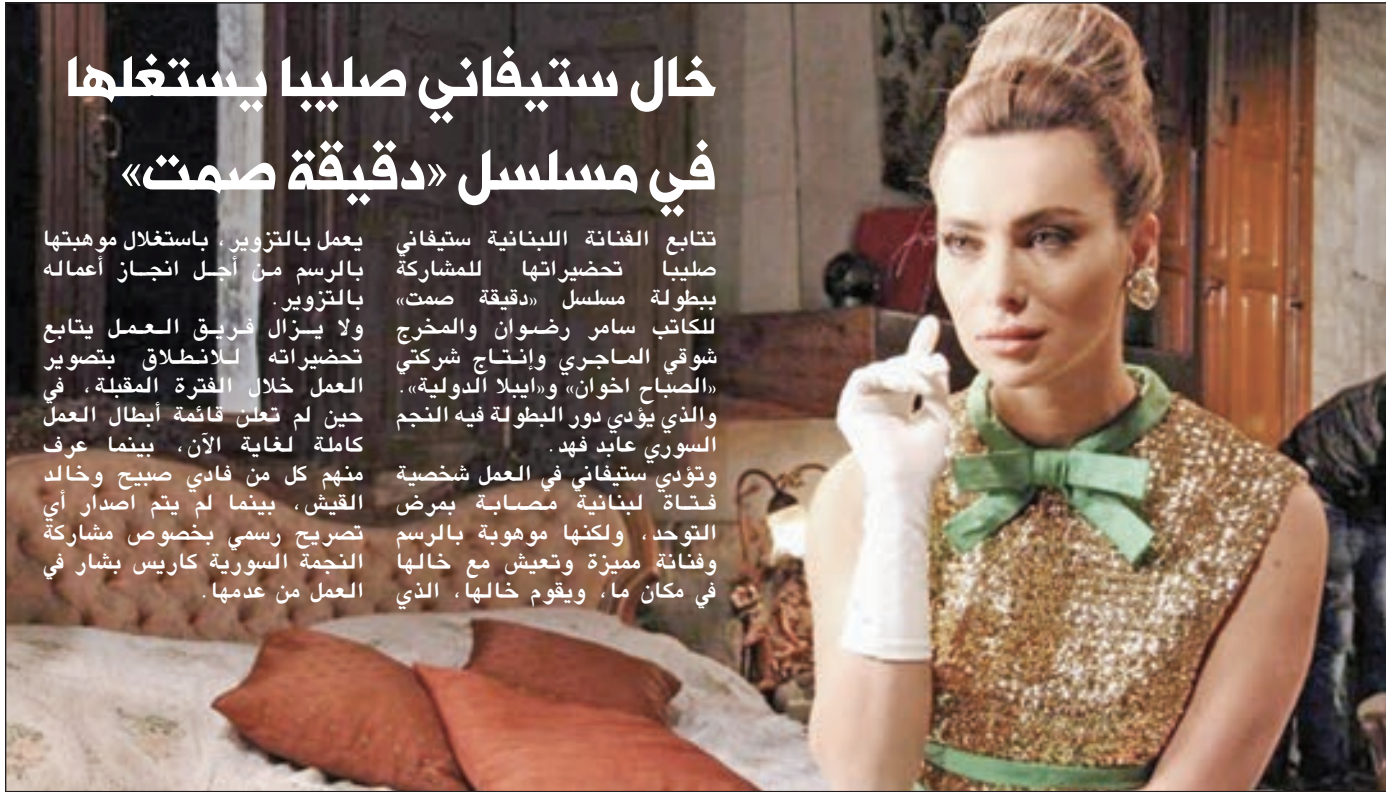 خال ستيفاني صليبا يستغلها
في مسلسل «دقيقة صمت»
تتابع الفنانة اللبنانية ستيفاني
صليبا تحضيراتها للمشاركة
ببطولة مسلسل «دقيقة صمت»
للكاتب سامر رضوان والمخرج
شوقي الماجري وإنتاج شركتي
«الصباح اخوان» و«ايبلا الدولية».
والذي يؤدي دور البطولة فيه النجم
السوري عابد فهد.
وتؤدي ستيفاني في العمل شخصية
فتاة لبنانية مصابة بمرض
التوحد، ولكنها موهوبة بالرسم
وفنانة مميزة وتعيش مع خالها
في مكان ما، ويقوم خالها، الذي
يعمل بالتزوير، باستغلال موهبتها
بالرسم من أجل انجاز أعماله
بالتزوير.
ولا يزال فريق العمل يتابع
تحضيراته للانطلاق بتصوير
العمل خلال الفترة المقبلة، في
حين لم تعلن قائمة أبطال العمل
كاملة لغاية الآن، بينما عرف
منهم كل من فادي صبيح وخالد
القيش، بينما لم يتم اصدار أي
تصريح رسمي بخصوص مشاركة
النجمة السورية كاريس بشار في
العمل من عدمها.